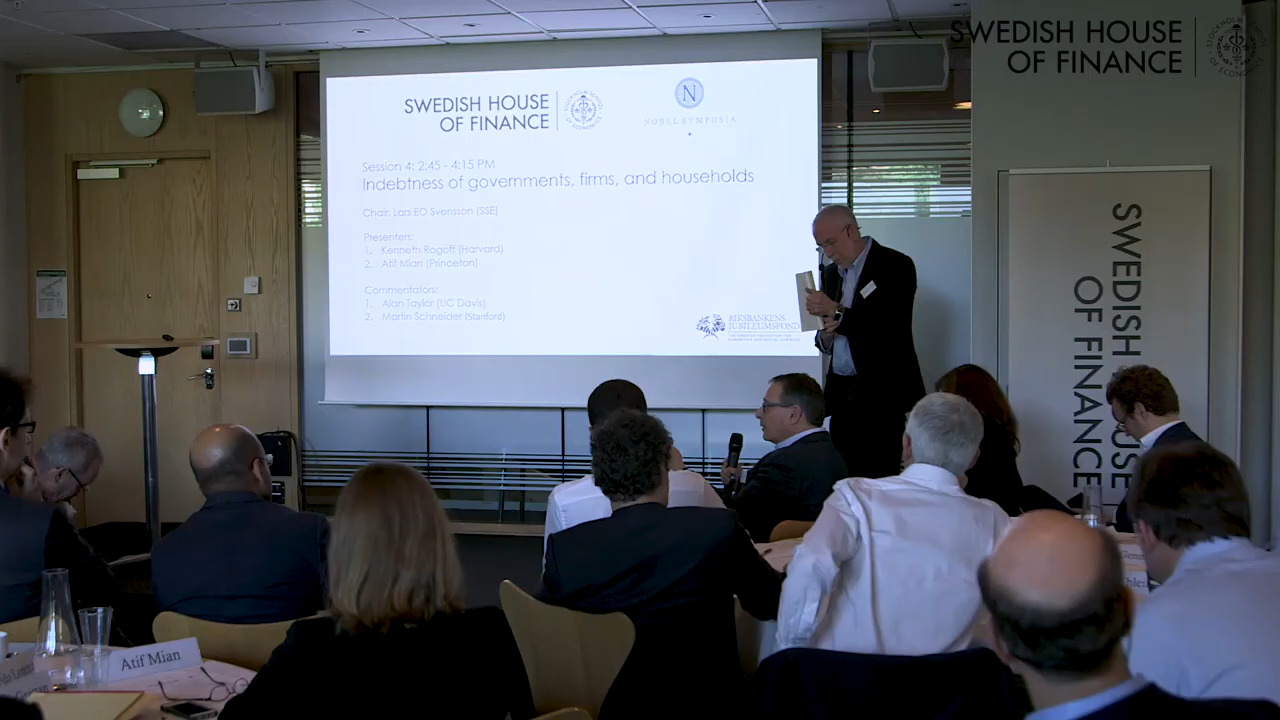 SWEDISH HOUSE
OF FINANCE
SWEDISH HOUSE
OF FINANCE
N
NOBEL SYMPOSIA
Session 4: 2:45 - 4:15 PM
Indebtness of governments, firms, and households
Chair: Lars EO Svensson (SSE)
Presenters:
1. Kenneth Rogoff (Harvard)
2. Atif Mian (Princeton)
Commentators:
1. Alan Taylor (UC Davis)
2. Martin Schneider (Stanford)
RIKSBANKENS
JUBILEUMSFOND
SWEDISH HOUSE
OF FINANCE
Atif Mian